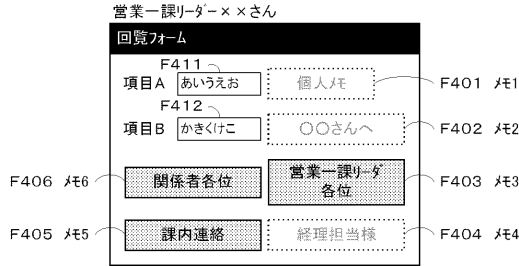 営業一課ﾘｰﾀﾞｰ××さん
回覧ﾌｫｰﾑ
F411
項目A あいうえお
個人ﾒﾓ
F401 ﾒﾓ1
F412
項目B かきくけこ
〇〇さんへ
F402 ﾒﾓ2
F406 ﾒﾓ6
関係者各位
営業一課ﾘｰﾀﾞ
各位
F403 ﾒﾓ3
F405 ﾒﾓ5
課内連絡
経理担当様
F404 ﾒﾓ4